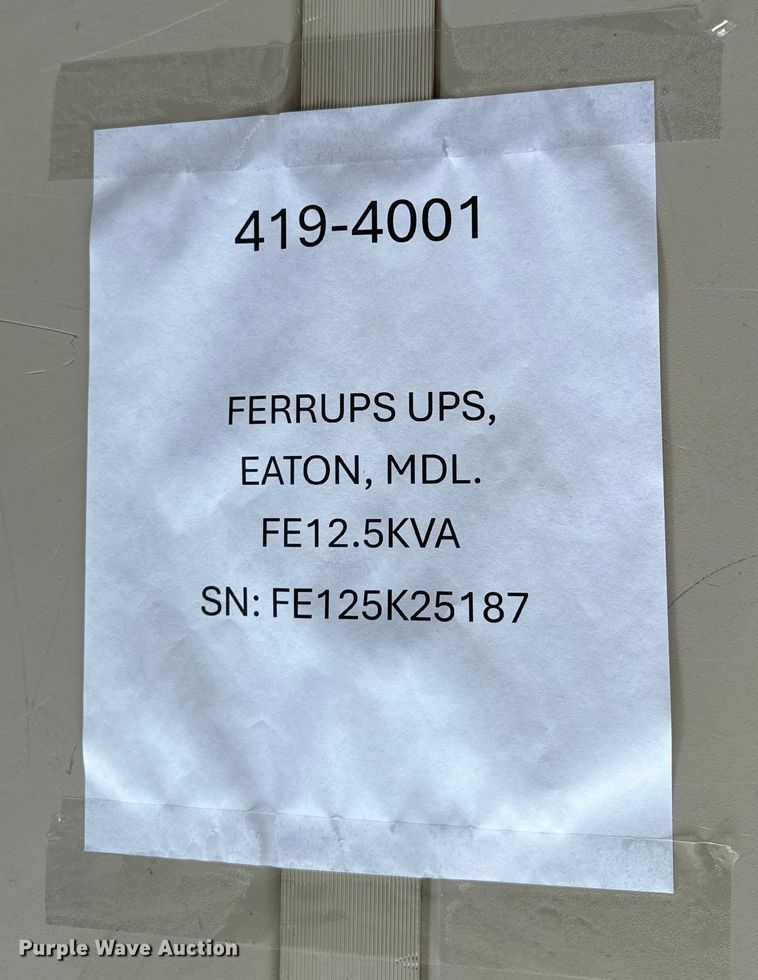 419-4001
FERRUPS UPS,
EATON, MDL.
FE12.5KVA
SN: FE125K25187
Purple Wave Auction